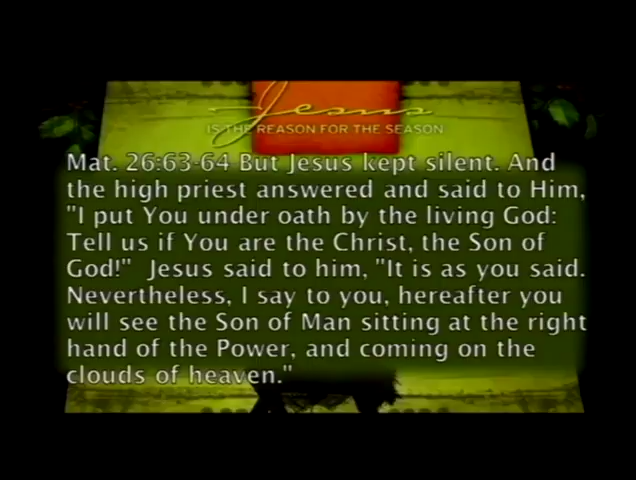 Jesus
IS THE REASON FOR THE SEASON
Mat. 26:63-64 But Jesus kept silent. And
the high priest answered and said to Him,
"I put You under oath by the living God:
Tell us if You are the Christ, the Son of
God!"  Jesus said to him, "It is as you said.
Nevertheless, I say to you, hereafter you
will see the Son of Man sitting at the right
hand of the Power, and coming on the
clouds of heaven."